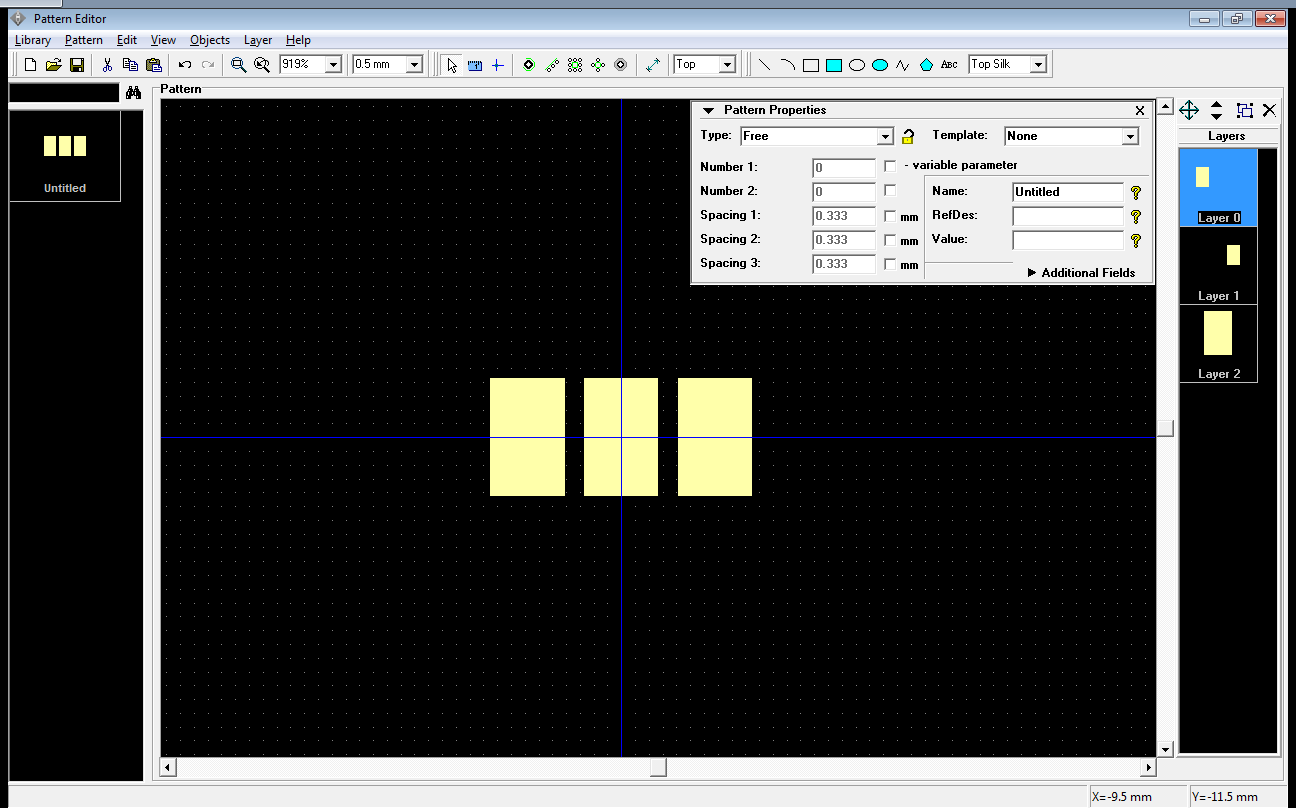 Pattern Editor
Library Pattern Edit View Objects Layer Help
919% 0.5 mm Top ABC Top Silk
Pattern
Untitled
Pattern Properties
Type: Free Template: None
Number 1: 0 - variable parameter
Number 2: 0 Name: Untitled
Spacing 1: 0.333 mm RefDes:
Spacing 2: 0.333 mm Value:
Spacing 3: 0.333 mm
Additional Fields
Layers
Layer 0
Layer 1
Layer 2
X=-9.5 mm Y=-11.5 mm